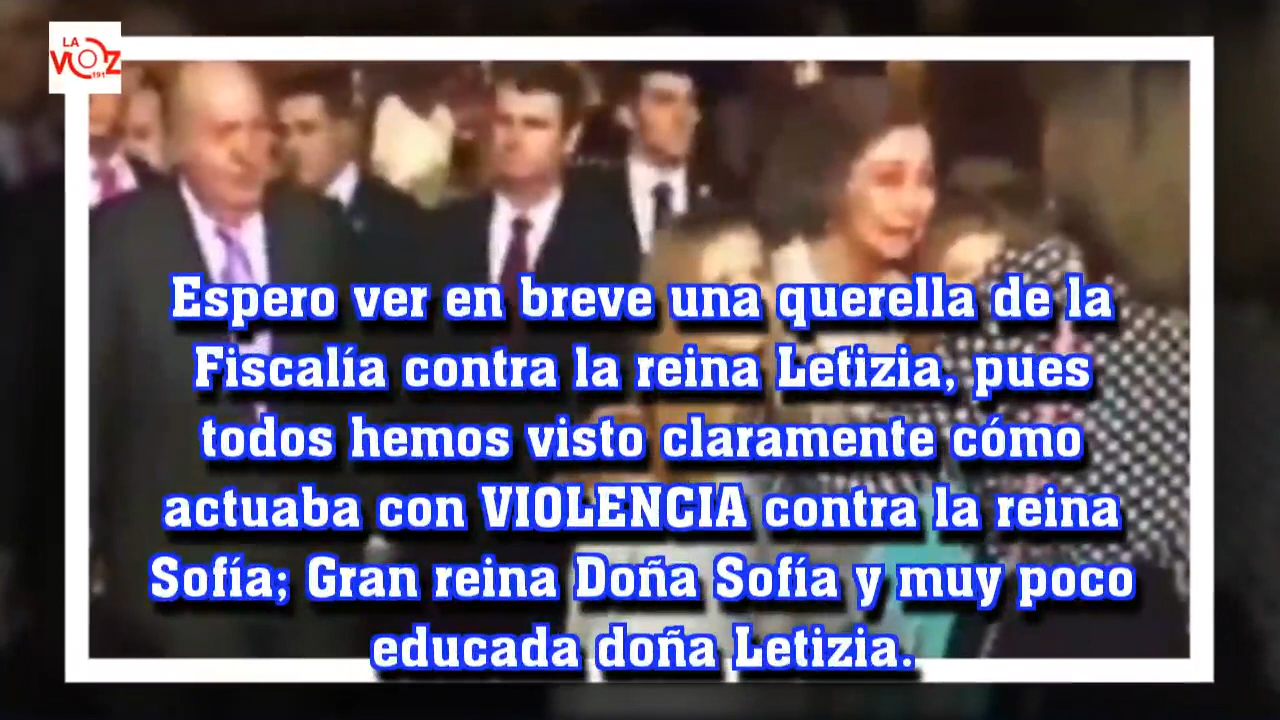 LA
VOZ
191
Espero ver en breve una querella de la
Fiscalía contra la reina Letizia, pues
todos hemos visto claramente cómo
actuaba con VIOLENCIA contra la reina
Sofía; Gran reina Doña Sofía y muy poco
educada doña Letizia.